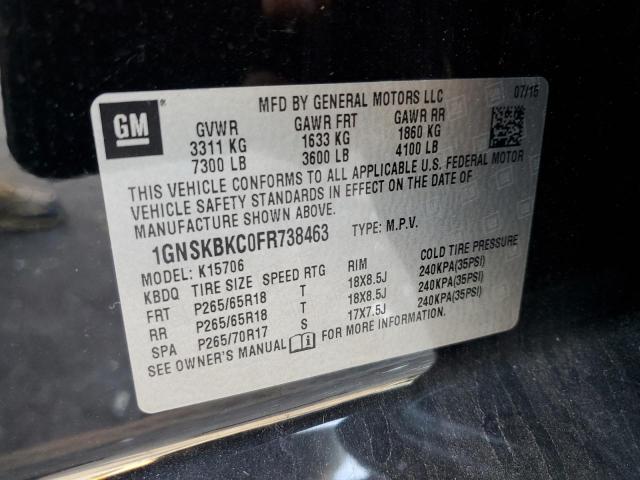 MFD BY GENERAL MOTORS LLC 07/15
GM
GVWR GAWR FRT GAWR RR
3311 KG 1633 KG 1860 KG
7300 LB 3600 LB 4100 LB
THIS VEHICLE CONFORMS TO ALL APPLICABLE U.S. FEDERAL MOTOR
VEHICLE SAFETY STANDARDS IN EFFECT ON THE DATE OF
MANUFACTURE SHOWN ABOVE.
1GNSKBKC0FR738463 TYPE: M.P.V.
MODEL: K15706
KBDQ TIRE SIZE SPEED RTG RIM COLD TIRE PRESSURE
FRT P265/65R18 T 18X8.5J 240KPA(35PSI)
RR P265/65R18 T 18X8.5J 240KPA(35PSI)
SPA P265/70R17 S 17X7.5J 240KPA(35PSI)
SEE OWNER'S MANUAL FOR MORE INFORMATION.